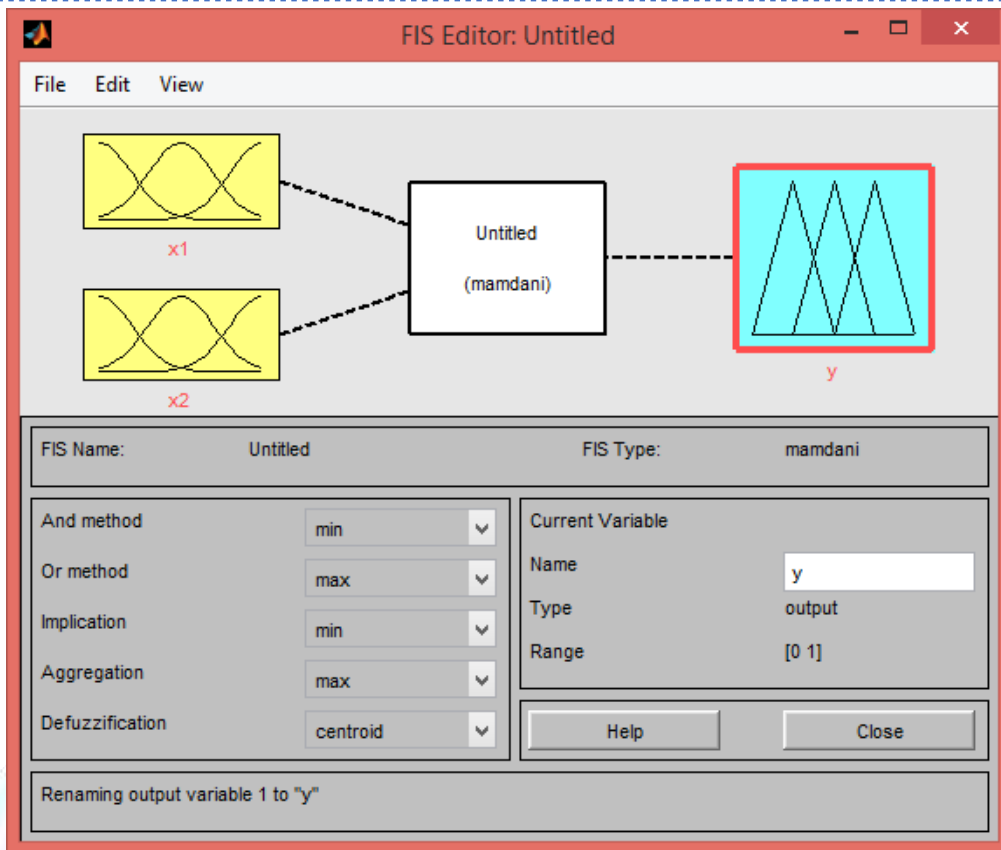 FIS Editor: Untitled
File Edit View
x1
x2
Untitled
(mamdani)
y
FIS Name: Untitled FIS Type: mamdani
And method min
Or method max
Implication min
Aggregation max
Defuzzification centroid
Current Variable
Name y
Type output
Range [0 1]
Help Close
Renaming output variable 1 to "y"